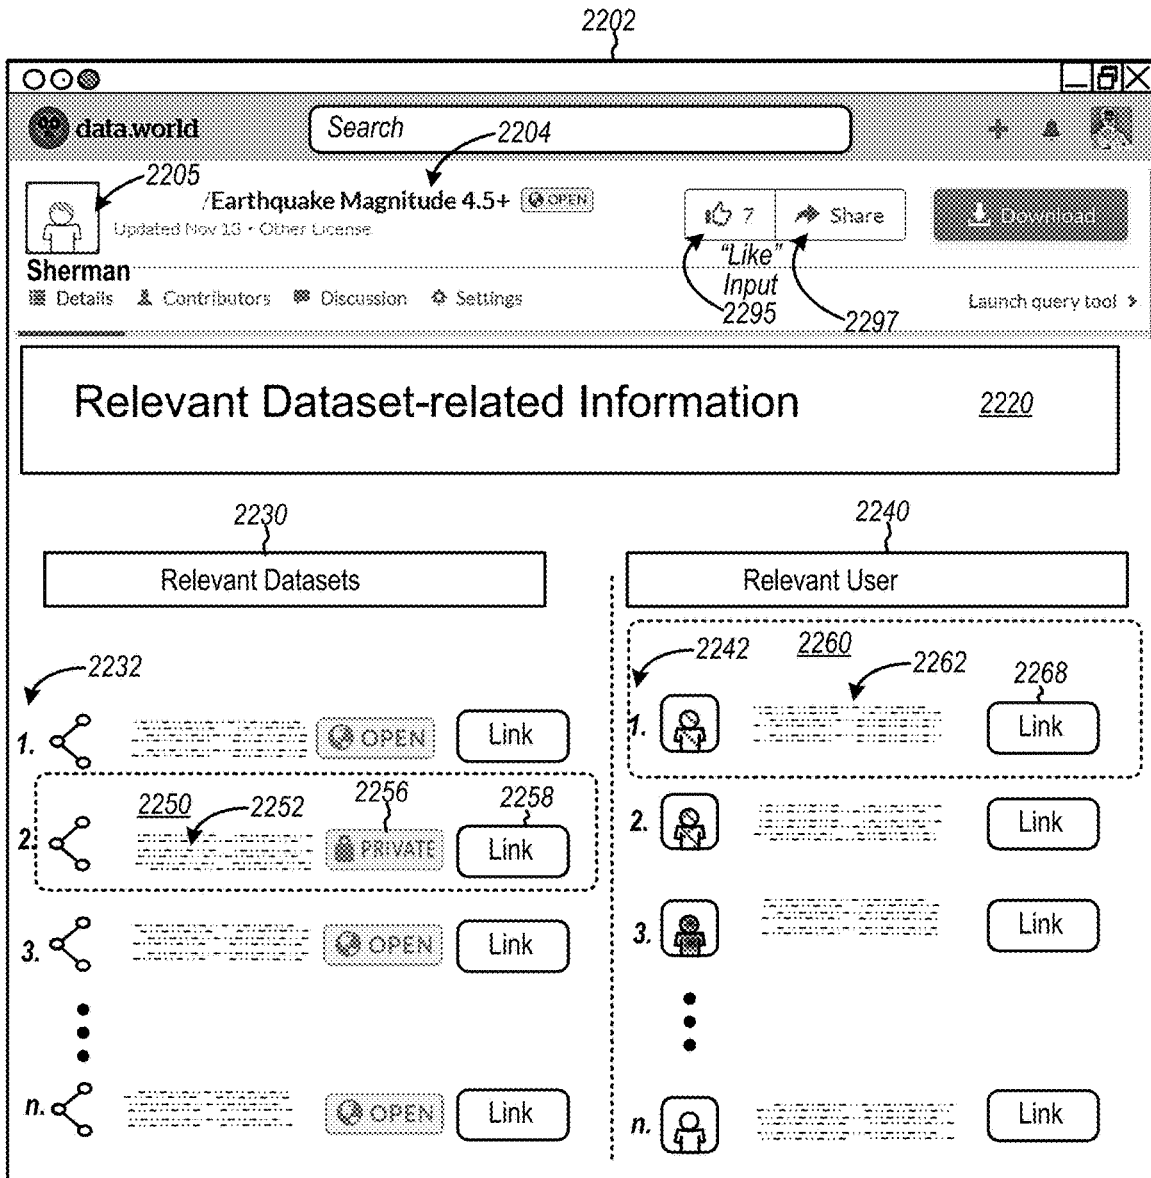 2202
data.world
Search
2204
2205
/Earthquake Magnitude 4.5+ OPEN
7 Share Download
Updated Nov 13 • Other License
Sherman
"Like"
Input
2295
2297
Details Contributors Discussion Settings
Launch query tool >
Relevant Dataset-related Information 2220
2230 2240
Relevant Datasets Relevant User
2232 2242 2260 2262 2268
1. OPEN Link 1. Link
2250 2252 2256 2258
2. PRIVATE Link 2. Link
3. OPEN Link 3. Link
n. OPEN Link n. Link